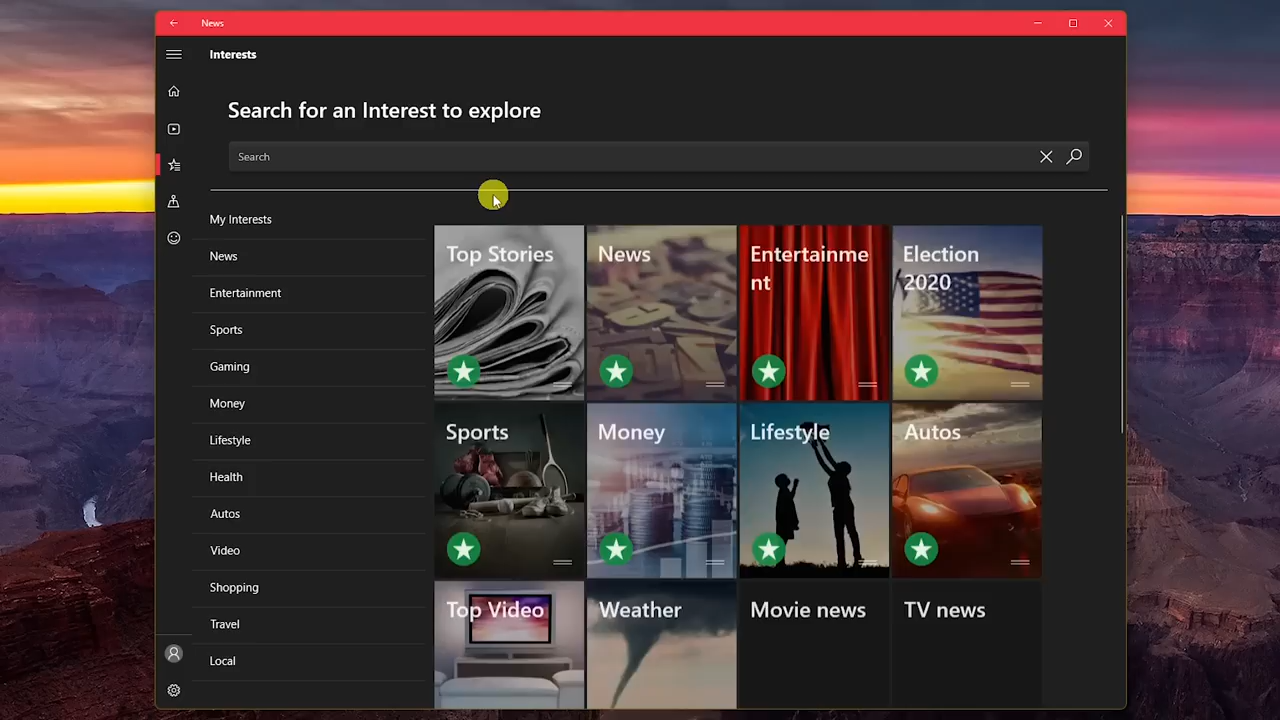 News
Interests
Search for an Interest to explore
Search
My Interests
News
Entertainment
Sports
Gaming
Money
Lifestyle
Health
Autos
Video
Shopping
Travel
Local
Top Stories
News
Entertainme
nt
Election
2020
Sports
Money
Lifestyle
Autos
Top Video
Weather
Movie news
TV news